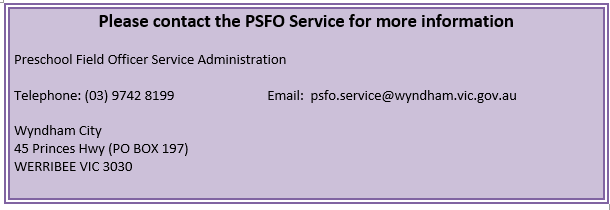 Please contact the PSFO Service for more information
Preschool Field Officer Service Administration
Telephone: (03) 9742 8199 Email: psfo.service@wyndham.vic.gov.au
Wyndham City
45 Princes Hwy (PO BOX 197)
WERRIBEE VIC 3030